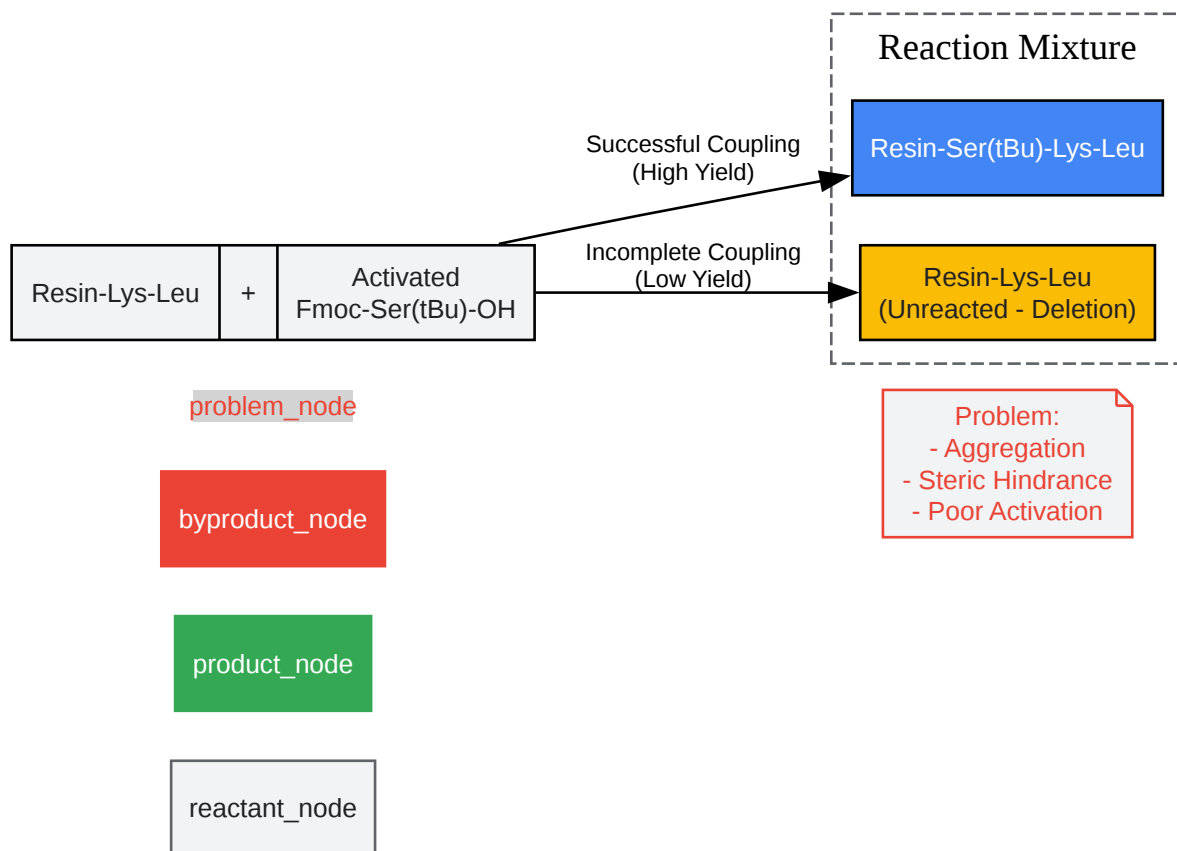 Reaction Mixture
Successful Coupling
(High Yield)
Resin-Ser(tBu)-Lys-Leu
Resin-Lys-Leu
+
Activated
Fmoc-Ser(tBu)-OH
Incomplete Coupling
(Low Yield)
Resin-Lys-Leu
(Unreacted - Deletion)
problem_node
Problem:
- Aggregation
- Steric Hindrance
- Poor Activation
byproduct_node
product_node
reactant_node